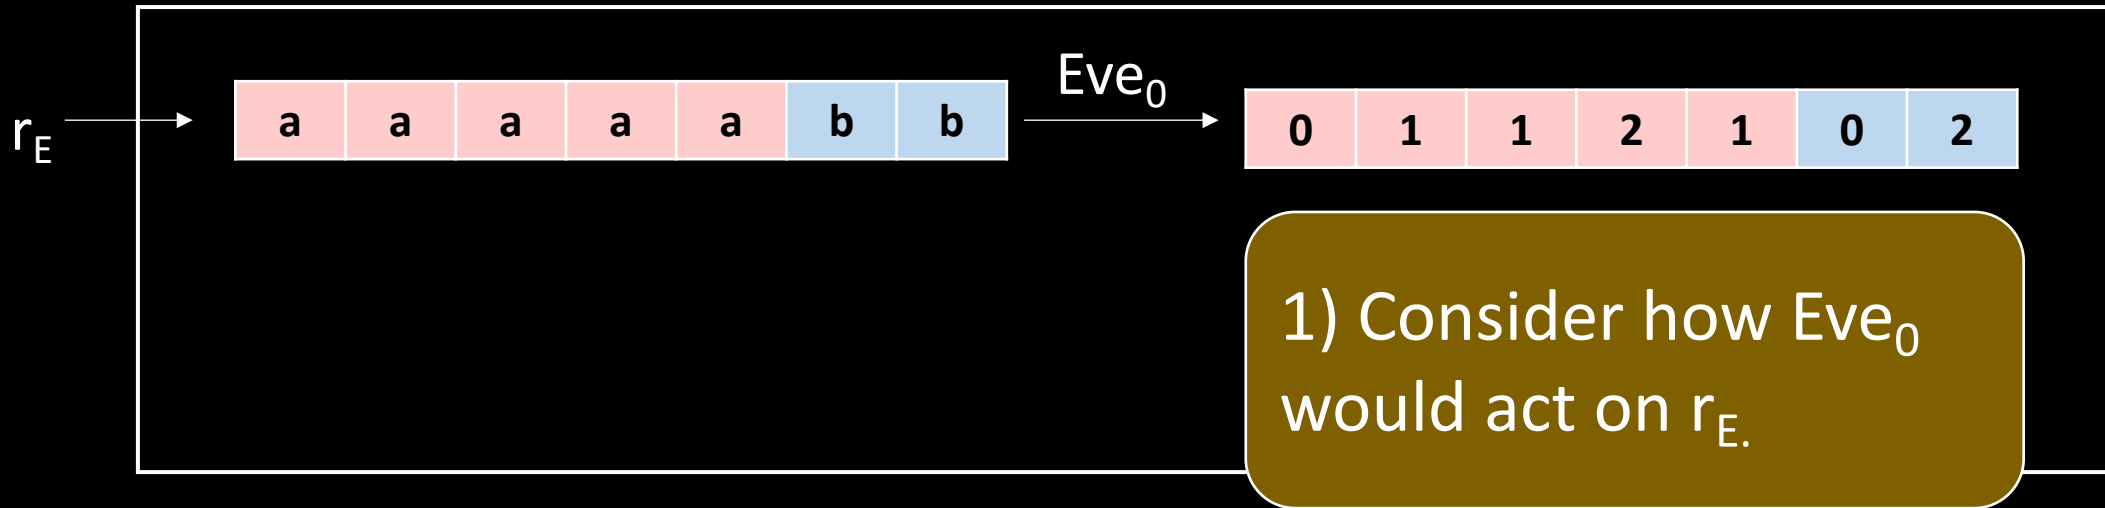 r_E
a a a a a b b
Eve_0
0 1 1 2 1 0 2
1) Consider how Eve_0
would act on r_E.